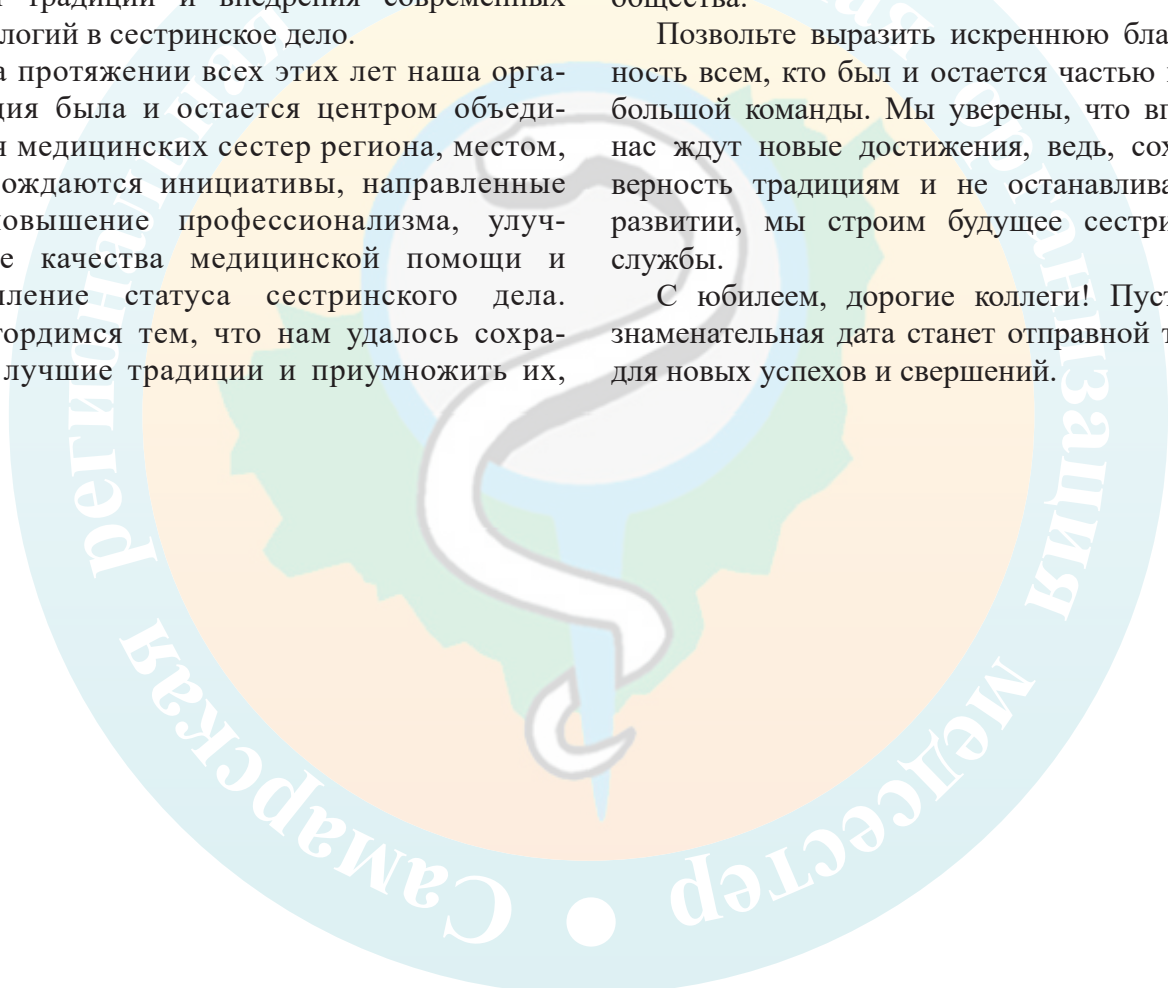 традиции и внедрения современных
логий в сестринское дело.
а протяжении всех этих лет наша орга-
ция была и остается центром объеди-
я медицинских сестер региона, местом,
рождаются инициативы, направленные
овышение профессионализма, улуч-
е качества медицинской помощи и
ление статуса сестринского дела.
гордимся тем, что нам удалось сохра-
лучшие традиции и приумножить их,
общества.
Позвольте выразить искреннюю бла
ность всем, кто был и остается частью
большой команды. Мы уверены, что вп
нас ждут новые достижения, ведь, сох
верность традициям и не останавлива
развитии, мы строим будущее сестри
службы.
С юбилеем, дорогие коллеги! Пуст
знаменательная дата станет отправной т
для новых успехов и свершений.
Самарская региональная
организация медсестер